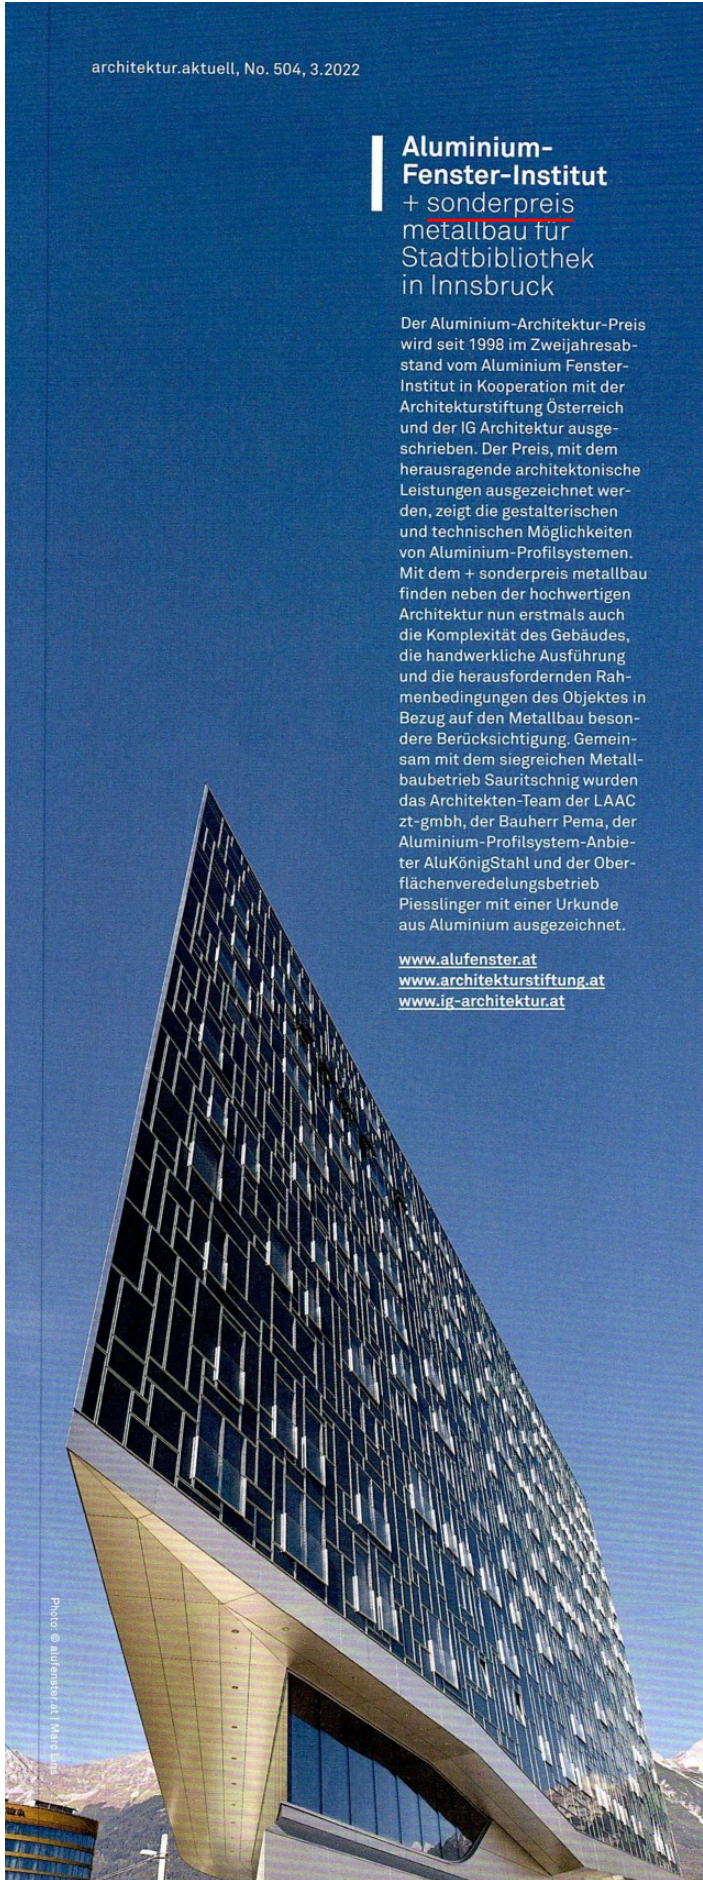 architektur.aktuell, No. 504, 3.2022
Aluminium-
Fenster-Institut
+ sonderpreis
metallbau für
Stadtbibliothek
in Innsbruck
Der Aluminium-Architektur-Preis
wird seit 1998 im Zweijahresab-
stand vom Aluminium Fenster-
Institut in Kooperation mit der
Architekturstiftung Österreich
und der IG Architektur ausge-
schrieben. Der Preis, mit dem
herausragende architektonische
Leistungen ausgezeichnet wer-
den, zeigt die gestalterischen
und technischen Möglichkeiten
von Aluminium-Profilsystemen.
Mit dem + sonderpreis metallbau
finden neben der hochwertigen
Architektur nun erstmals auch
die Komplexität des Gebäudes,
die handwerkliche Ausführung
und die herausfordernden Rah-
menbedingungen des Objektes in
Bezug auf den Metallbau beson-
dere Berücksichtigung. Gemein-
sam mit dem siegreichen Metall-
baubetrieb Sauritschnig wurden
das Architekten-Team der LAAC
zt-gmbh, der Bauherr Pema, der
Aluminium-Profilsystem-Anbie-
ter AluKönigStahl und der Ober-
flächenveredelungsbetrieb
Piesslinger mit einer Urkunde
aus Aluminium ausgezeichnet.
www.alufenster.at
www.architekturstiftung.at
www.ig-architektur.at
Photo: © alufenster.at | Marc Lins